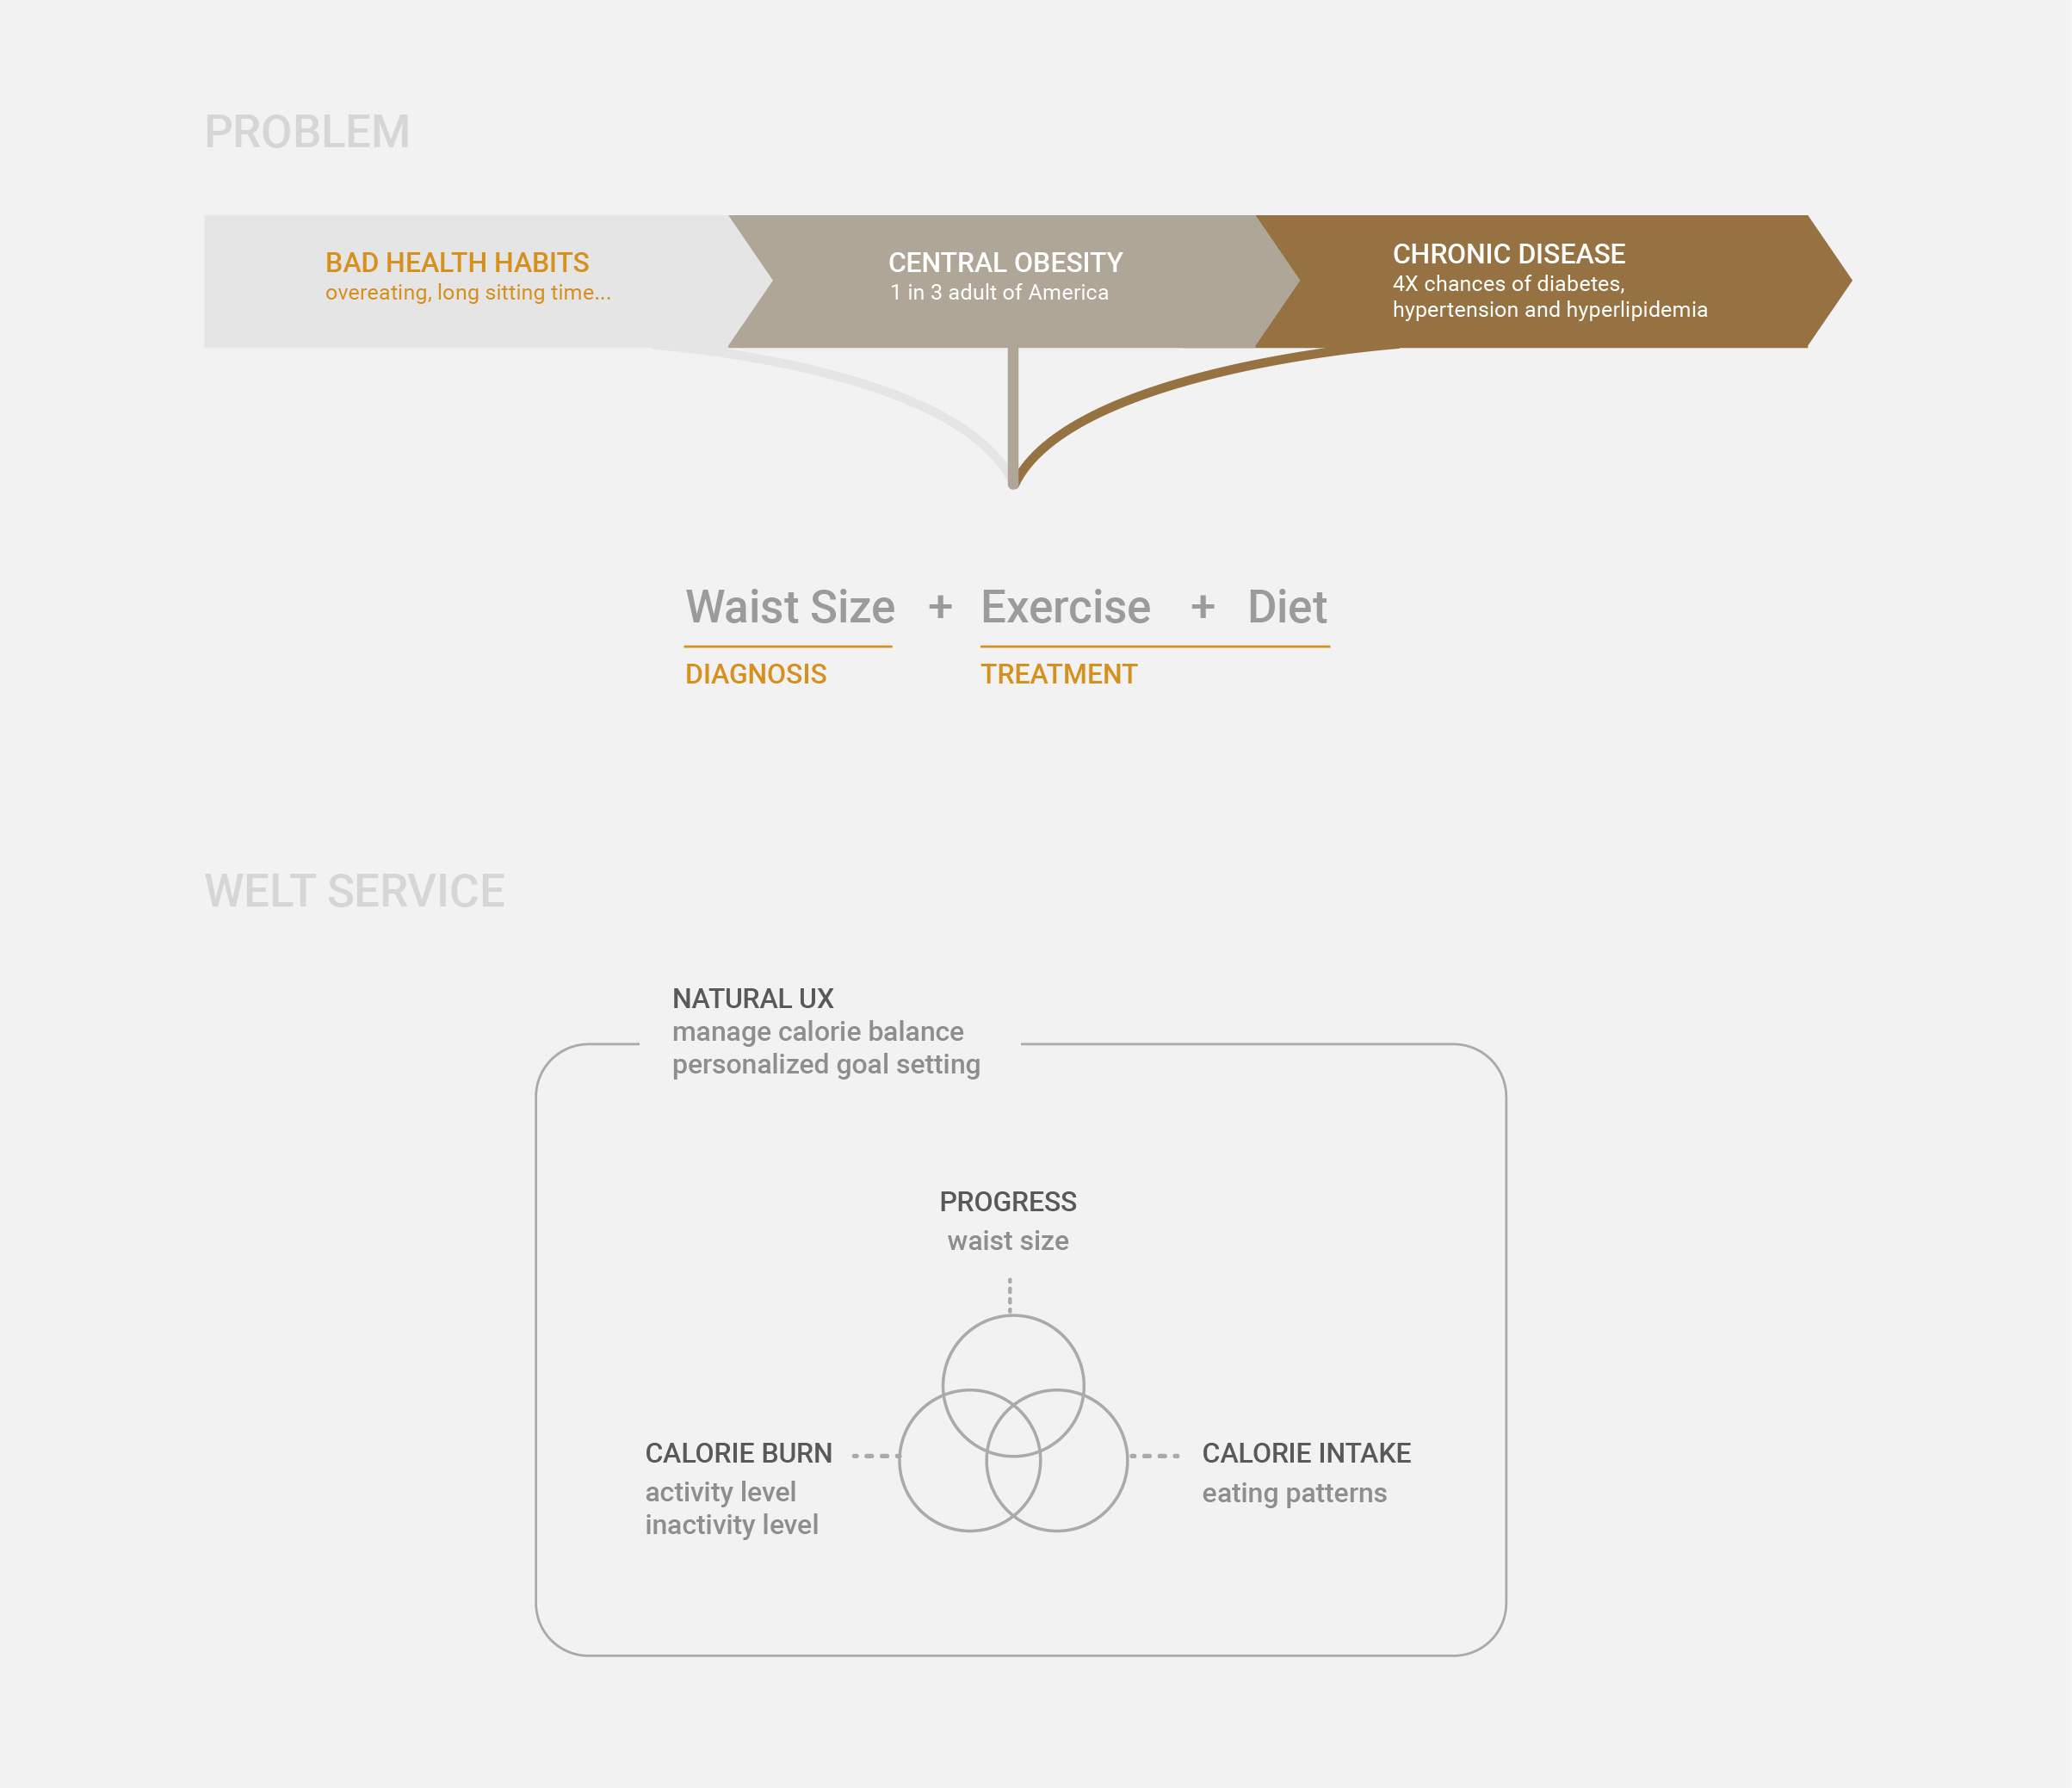 PROBLEM
BAD HEALTH HABITS
overeating, long sitting time...
CENTRAL OBESITY
1 in 3 adult of America
CHRONIC DISEASE
4X chances of diabetes,
hypertension and hyperlipidemia
Waist Size + Exercise + Diet
DIAGNOSIS
TREATMENT
WELT SERVICE
NATURAL UX
manage calorie balance
personalized goal setting
PROGRESS
waist size
CALORIE BURN
activity level
inactivity level
CALORIE INTAKE
eating patterns